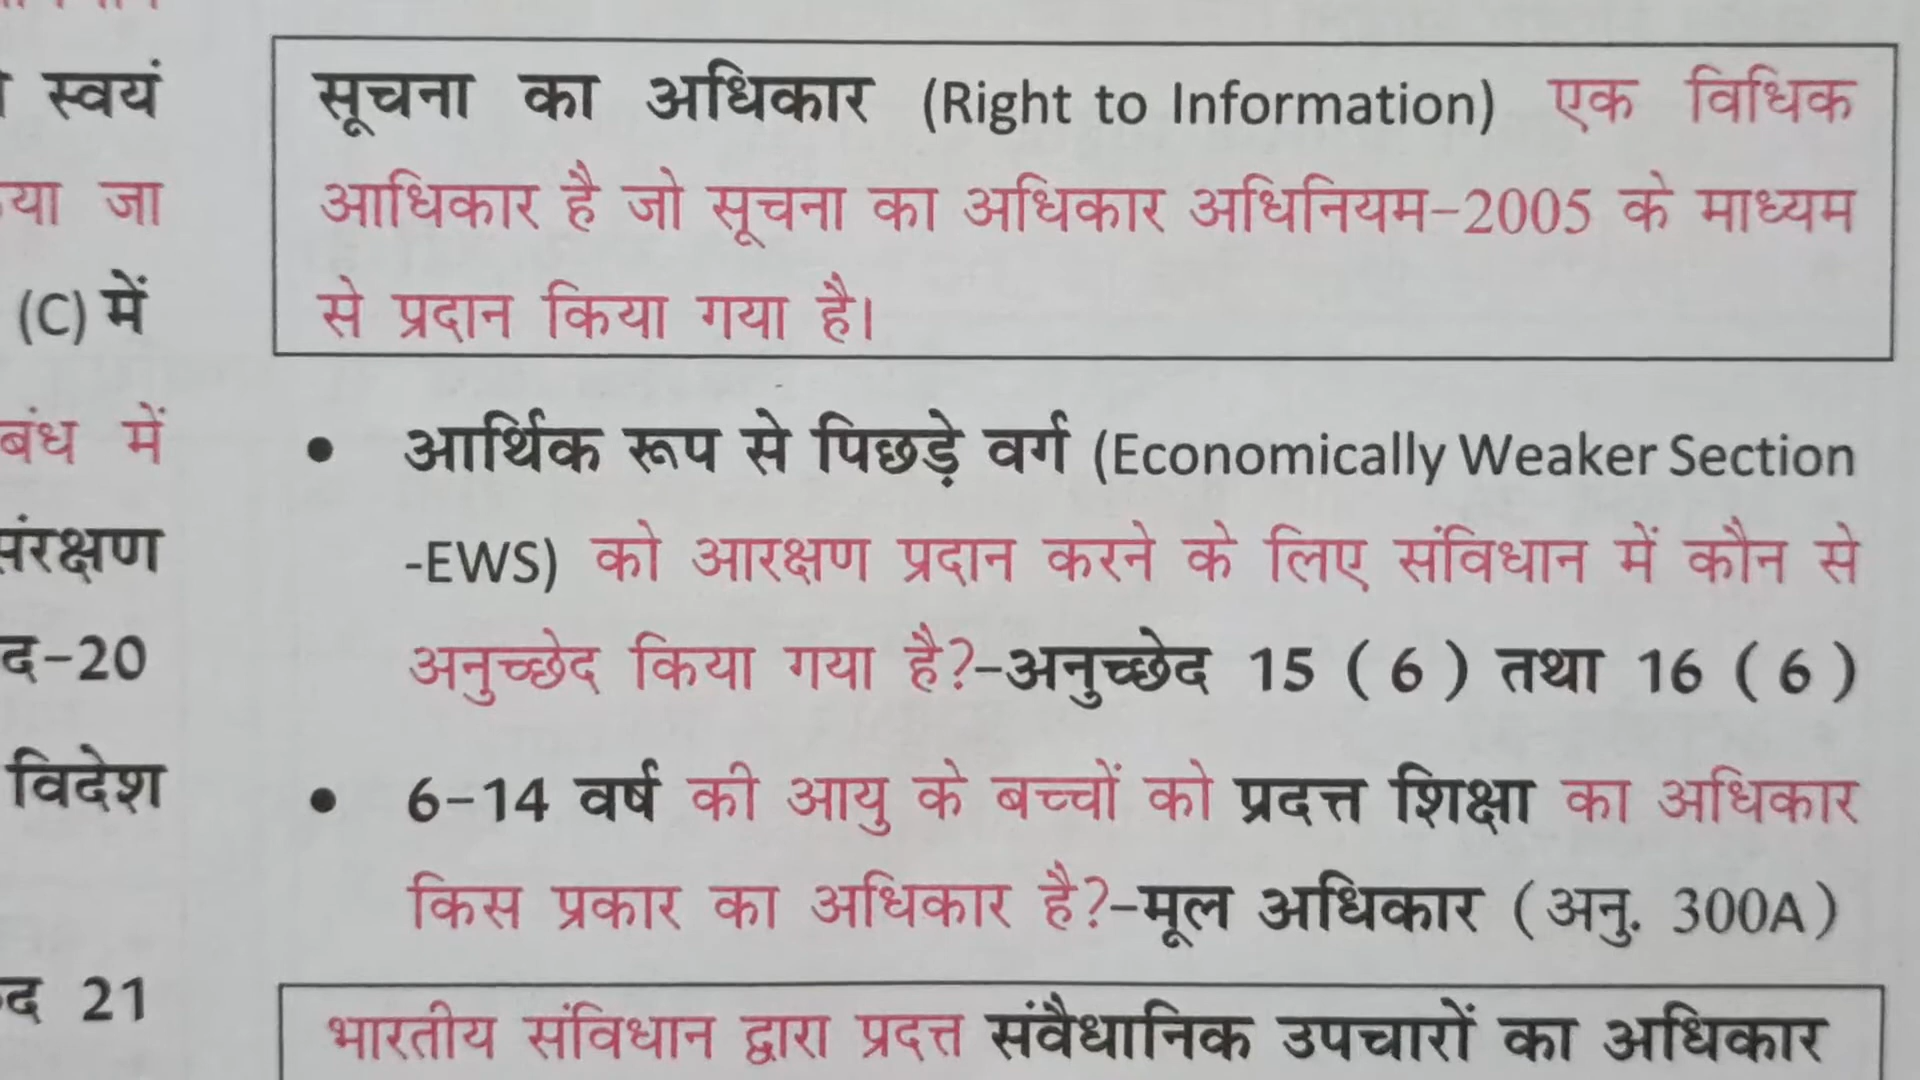 स्वयं
या जा
(C) में
बंध में
संरक्षण
द-20
विदेश
द 21
सूचना का अधिकार (Right to Information) एक विधिक
आधिकार है जो सूचना का अधिकार अधिनियम-2005 के माध्यम
से प्रदान किया गया है।
• आर्थिक रूप से पिछड़े वर्ग (Economically Weaker Section
-EWS) को आरक्षण प्रदान करने के लिए संविधान में कौन से
अनुच्छेद किया गया है?-अनुच्छेद 15 ( 6 ) तथा 16 ( 6 )
• 6-14 वर्ष की आयु के बच्चों को प्रदत्त शिक्षा का अधिकार
किस प्रकार का अधिकार है?-मूल अधिकार (अनु. 300A)
भारतीय संविधान द्वारा प्रदत्त संवैधानिक उपचारों का अधिकार